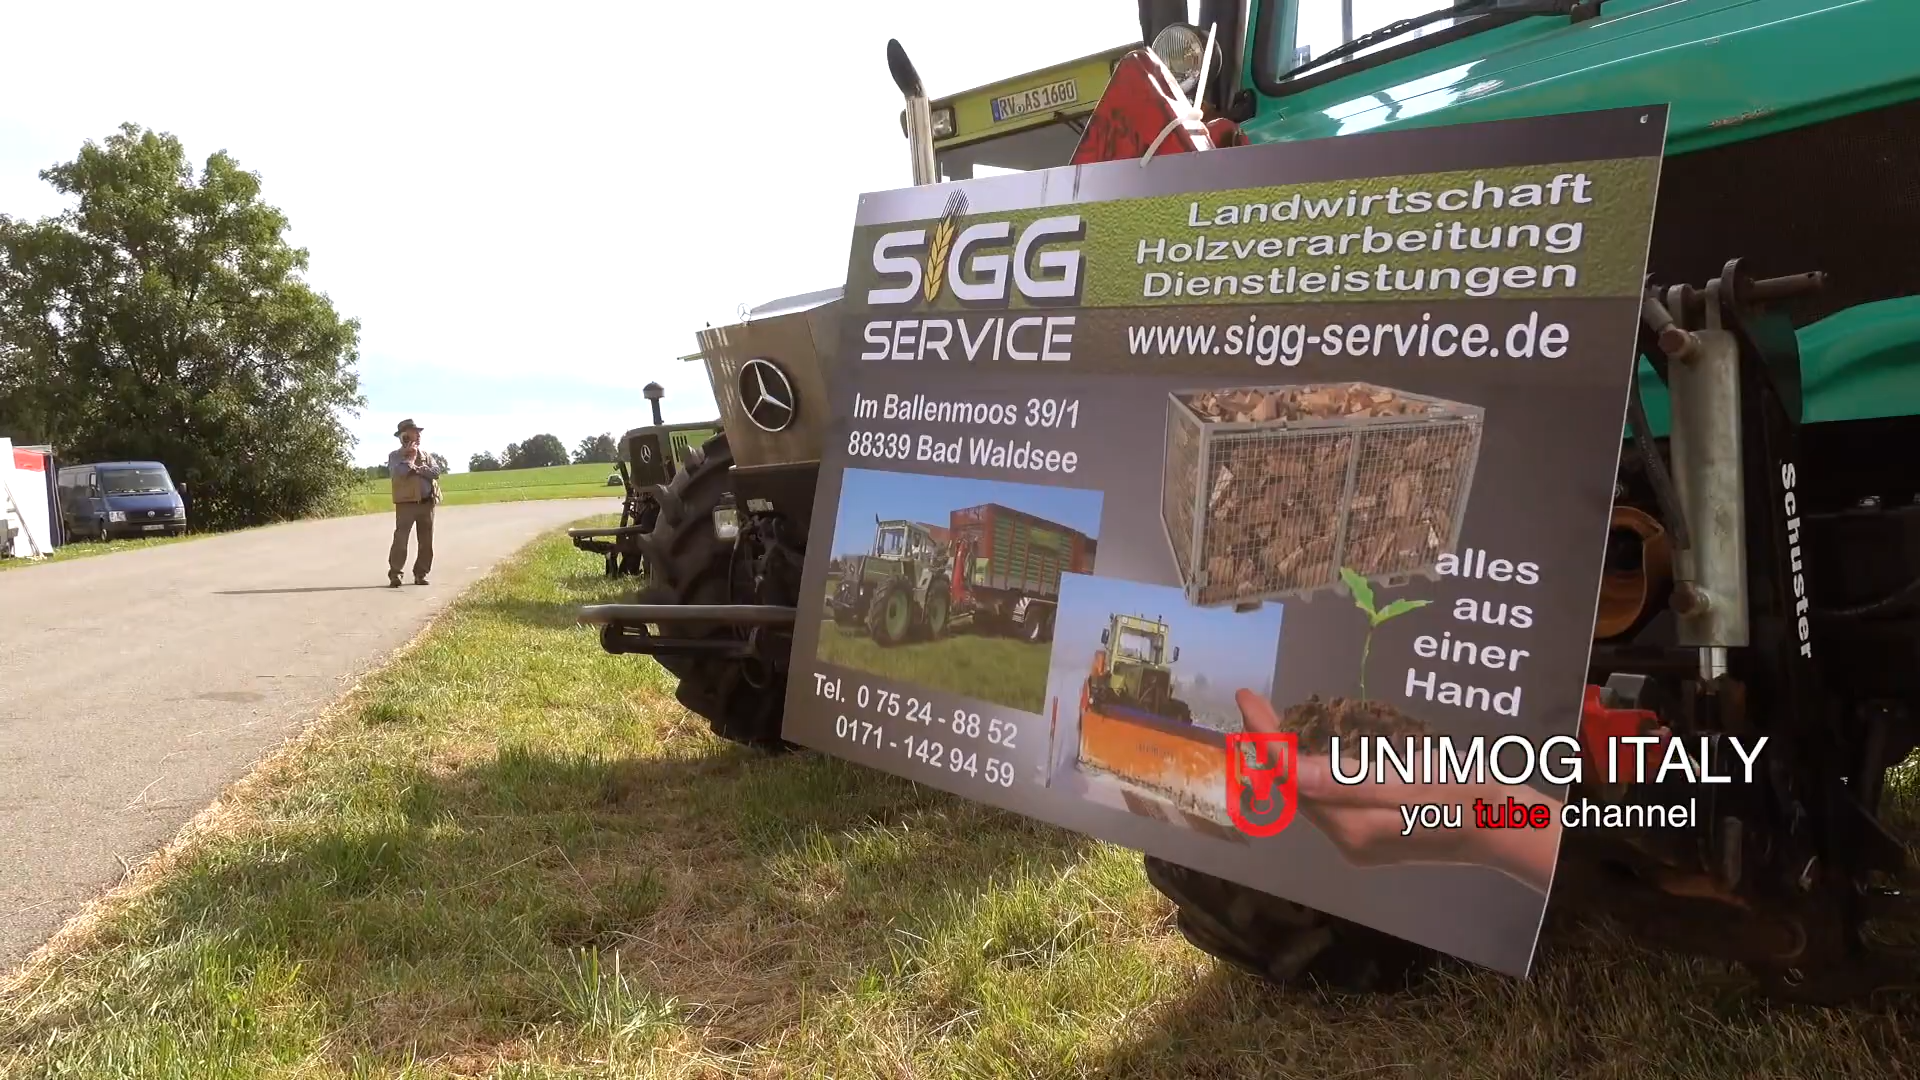 RV AS 1600
SIGG
SERVICE
Landwirtschaft
Holzverarbeitung
Dienstleistungen
www.sigg-service.de
Im Ballenmoos 39/1
88339 Bad Waldsee
alles
aus
einer
Hand
Tel. 0 75 24 - 88 52
0171 - 142 94 59
Schuster
UNIMOG ITALY
you tube channel